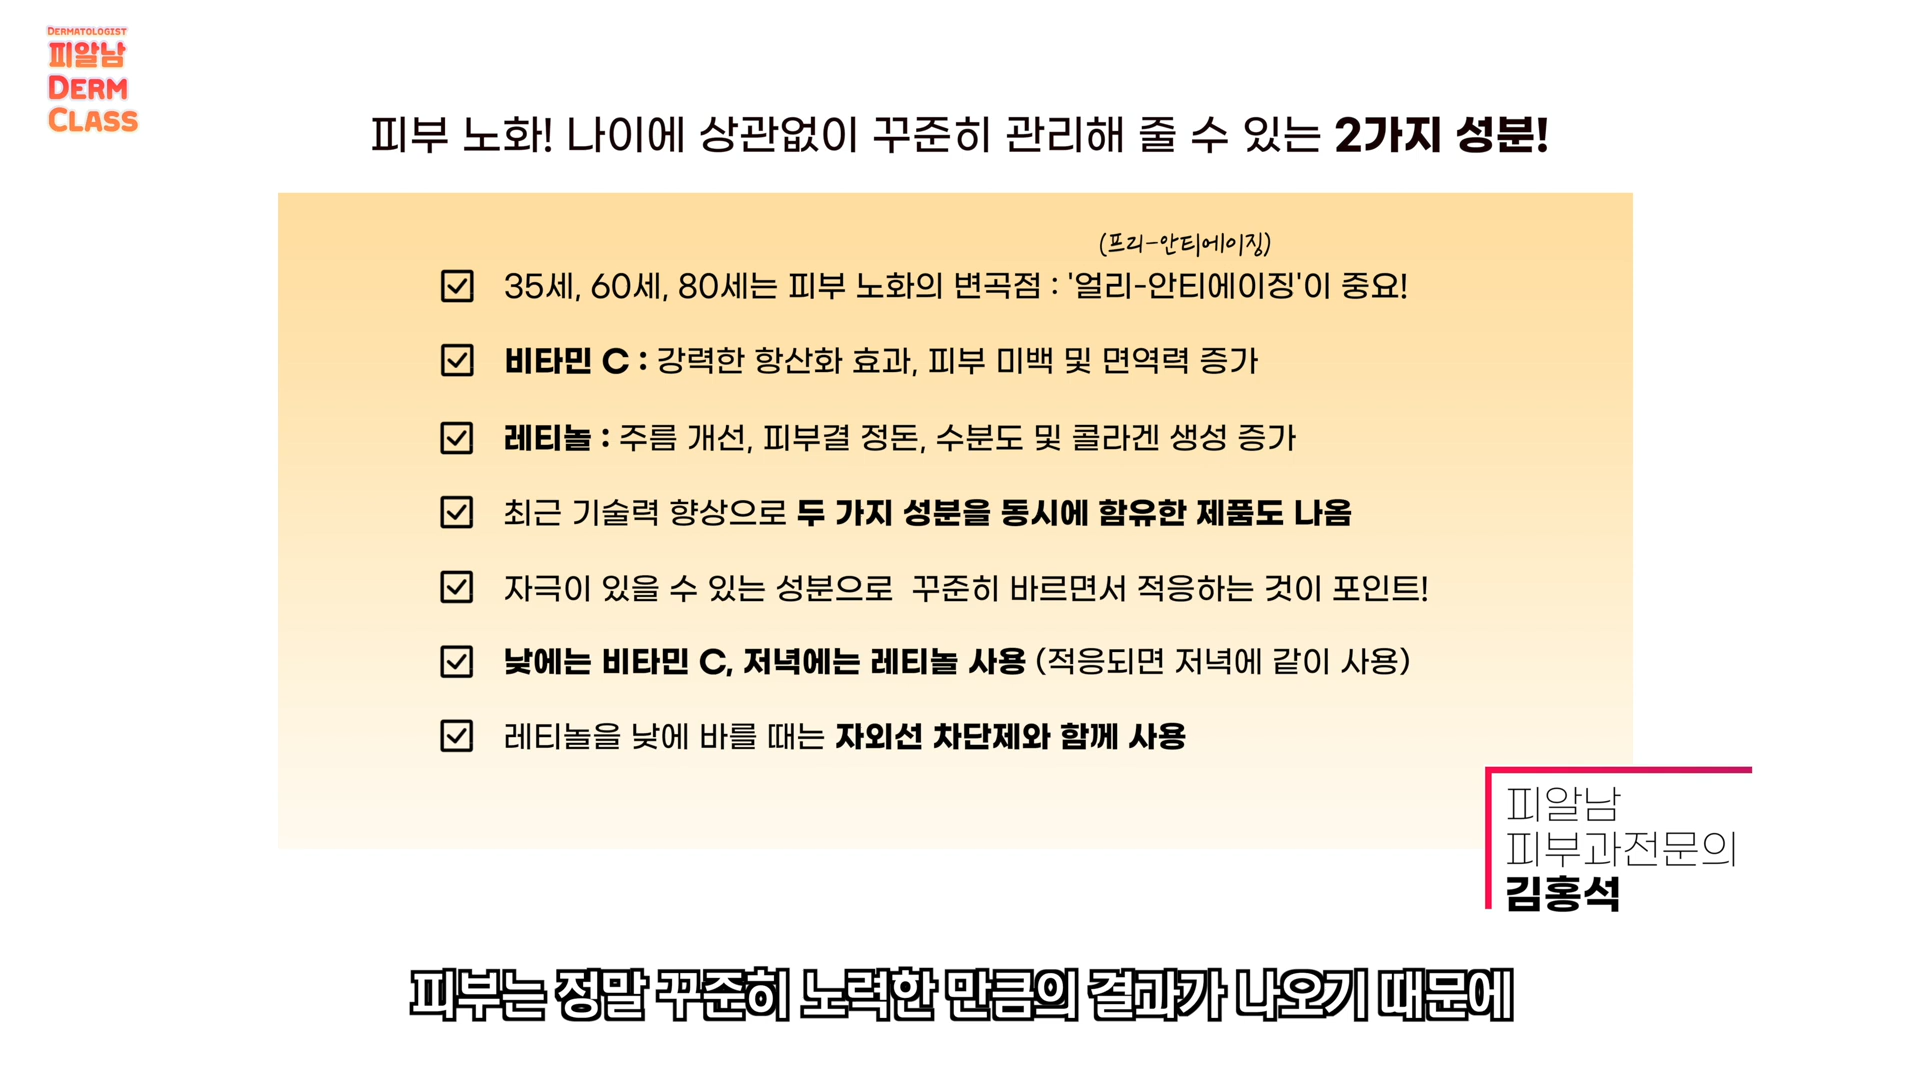 DERMATOLOGIST
피알남
DERM
CLASS
피부 노화! 나이에 상관없이 꾸준히 관리해 줄 수 있는 2가지 성분!
(프리-안티에이징)
35세, 60세, 80세는 피부 노화의 변곡점 : '얼리-안티에이징'이 중요!
비타민 C : 강력한 항산화 효과, 피부 미백 및 면역력 증가
레티놀 : 주름 개선, 피부결 정돈, 수분도 및 콜라겐 생성 증가
최근 기술력 향상으로 두 가지 성분을 동시에 함유한 제품도 나옴
자극이 있을 수 있는 성분으로 꾸준히 바르면서 적응하는 것이 포인트!
낮에는 비타민 C, 저녁에는 레티놀 사용 (적응되면 저녁에 같이 사용)
레티놀을 낮에 바를 때는 자외선 차단제와 함께 사용
피알남
피부과전문의
김홍석
피부는 정말 꾸준히 노력한 만큼의 결과가 나오기 때문에